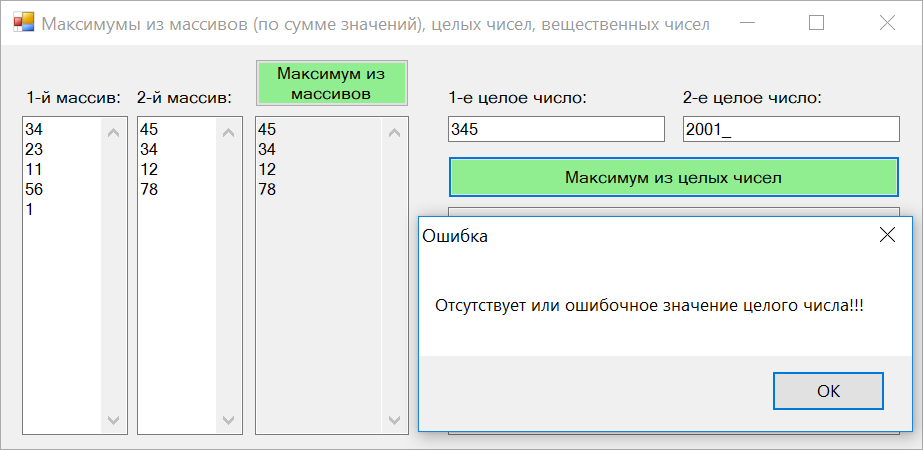 Максимумы из массивов (по сумме значений), целых чисел, вещественных чисел
1-й массив:
34
23
11
56
1
2-й массив:
45
34
12
78
Максимум из
массивов
45
34
12
78
1-е целое число:
345
2-е целое число:
2001_
Максимум из целых чисел
Ошибка
Отсутствует или ошибочное значение целого числа!!!
OK